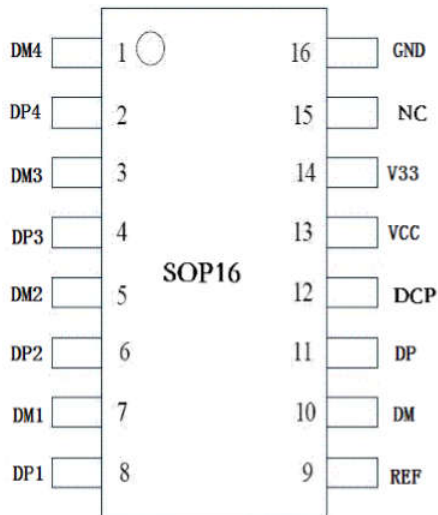 DM4 1 16 GND
DP4 2 15 NC
DM3 3 14 V33
DP3 4 13 VCC
SOP16
DM2 5 12 DCP
DP2 6 11 DP
DM1 7 10 DM
DP1 8 9 REF